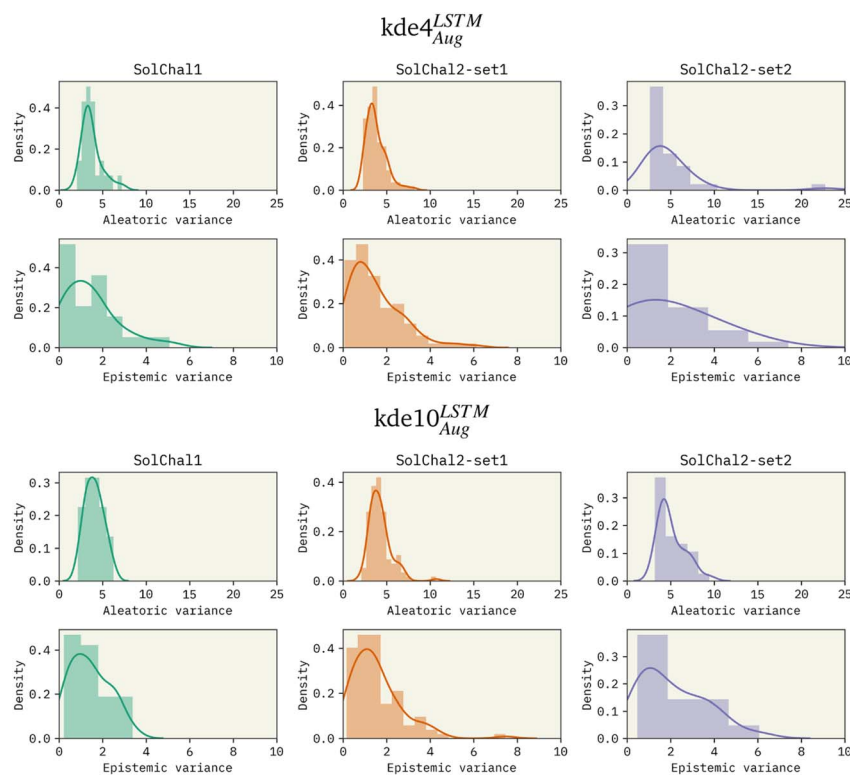 kde4^{LSTM}_{Aug}
SolChal1 SolChal2-set1 SolChal2-set2
Density Density Density
0.4 0.2 0.0 0.4 0.2 0.0 0.3 0.2 0.1 0.0
0 5 10 15 20 25 0 5 10 15 20 25 0 5 10 15 20 25
Aleatoric variance Aleatoric variance Aleatoric variance
Density Density Density
0.4 0.2 0.0 0.4 0.2 0.0 0.3 0.2 0.1 0.0
0 2 4 6 8 10 0 2 4 6 8 10 0 2 4 6 8 10
Epistemic variance Epistemic variance Epistemic variance
kde10^{LSTM}_{Aug}
SolChal1 SolChal2-set1 SolChal2-set2
Density Density Density
0.3 0.2 0.1 0.0 0.4 0.2 0.0 0.3 0.2 0.1 0.0
0 5 10 15 20 25 0 5 10 15 20 25 0 5 10 15 20 25
Aleatoric variance Aleatoric variance Aleatoric variance
Density Density Density
0.4 0.2 0.0 0.4 0.2 0.0 0.3 0.2 0.1 0.0
0 2 4 6 8 10 0 2 4 6 8 10 0 2 4 6 8 10
Epistemic variance Epistemic variance Epistemic variance